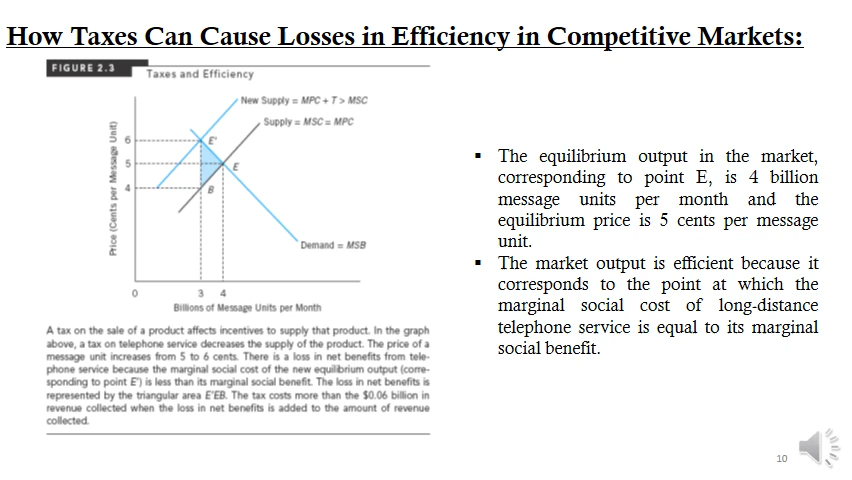 How Taxes Can Cause Losses in Efficiency in Competitive Markets:
FIGURE 2.3
Taxes and Efficiency
New Supply = MPC + T > MSC
Supply = MSC = MPC
Price (Cents per Message Unit)
6
5
4
E'
E
B
Demand = MSB
0
3
4
Billions of Message Units per Month
A tax on the sale of a product affects incentives to supply that product. In the graph
above, a tax on telephone service decreases the supply of the product. The price of a
message unit increases from 5 to 6 cents. There is a loss in net benefits from tele-
phone service because the marginal social cost of the new equilibrium output (corre-
sponding to point E') is less than its marginal social benefit. The loss in net benefits is
represented by the triangular area E'EB. The tax costs more than the $0.06 billion in
revenue collected when the loss in net benefits is added to the amount of revenue
collected.
▪ The equilibrium output in the market,
corresponding to point E, is 4 billion
message units per month and the
equilibrium price is 5 cents per message
unit.
▪ The market output is efficient because it
corresponds to the point at which the
marginal social cost of long-distance
telephone service is equal to its marginal
social benefit.
10